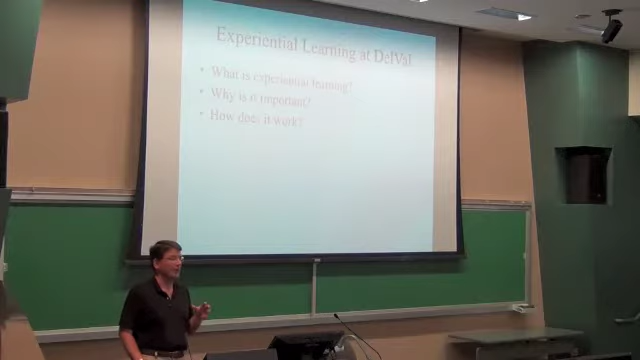 Experiential Learning at DelVal
• What is experiential learning?
• Why is it important?
• How does it work?